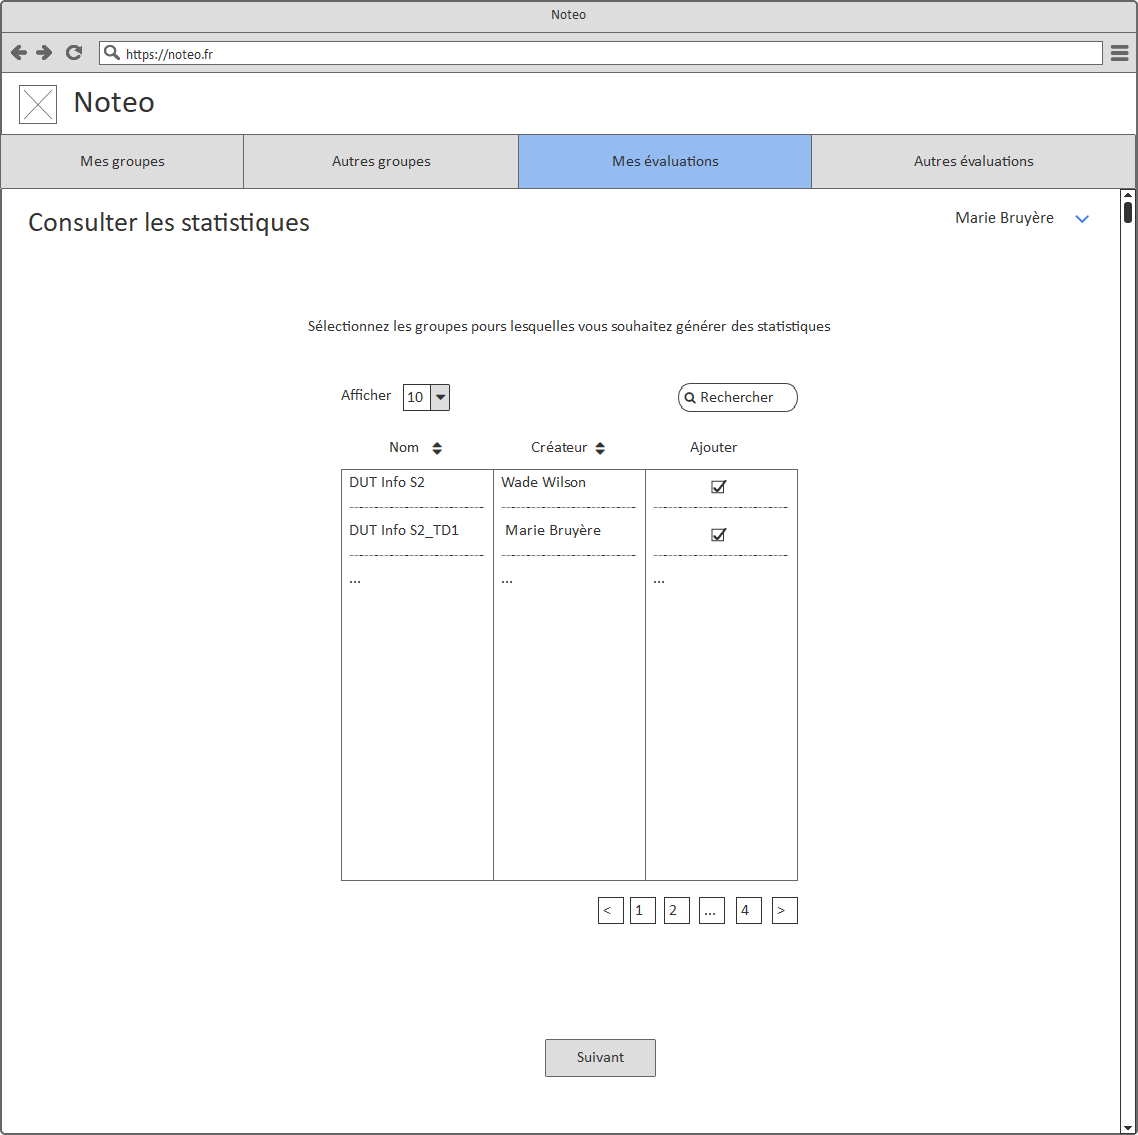 Noteo
https://noteo.fr
Noteo
Mes groupes Autres groupes Mes évaluations Autres évaluations
Consulter les statistiques
Marie Bruyère
Sélectionnez les groupes pours lesquelles vous souhaitez générer des statistiques
Afficher 10
Rechercher
Nom Créateur Ajouter
DUT Info S2 Wade Wilson
DUT Info S2_TD1 Marie Bruyère
... ... ...
< 1 2 ... 4 >
Suivant